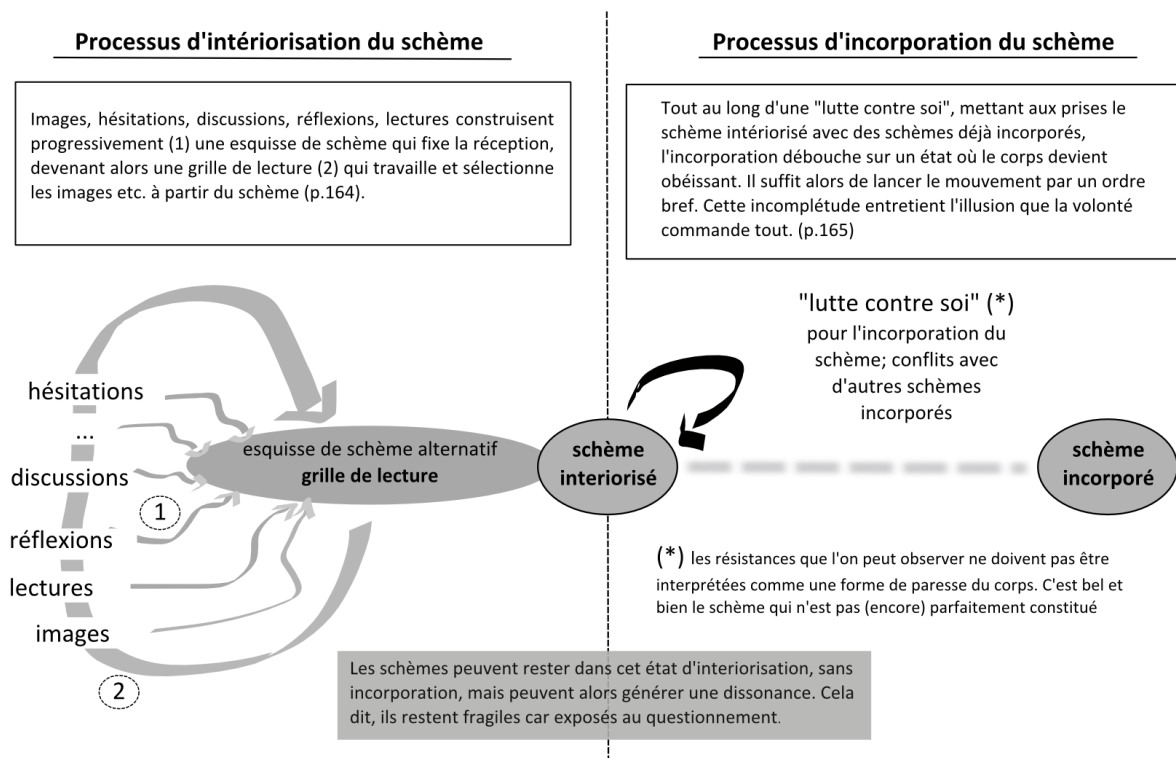 Processus d'intériorisation du schème
Images, hésitations, discussions, réflexions, lectures construisent
progressivement (1) une esquisse de schème qui fixe la réception,
devenant alors une grille de lecture (2) qui travaille et sélectionne
les images etc. à partir du schème (p.164).
Processus d'incorporation du schème
Tout au long d'une "lutte contre soi", mettant aux prises le
schème intériorisé avec des schèmes déjà incorporés,
l'incorporation débouche sur un état où le corps devient
obéissant. Il suffit alors de lancer le mouvement par un ordre
bref. Cette incomplétude entretient l'illusion que la volonté
commande tout. (p.165)
hésitations
...
discussions
1
réflexions
lectures
images
2
esquisse de schème alternatif
grille de lecture
schème
interiorisé
"lutte contre soi" (*)
pour l'incorporation du
schème; conflits avec
d'autres schèmes
incorporés
schème
incorporé
(*) les résistances que l'on peut observer ne doivent pas être
interprétées comme une forme de paresse du corps. C'est bel et
bien le schème qui n'est pas (encore) parfaitement constitué
Les schèmes peuvent rester dans cet état d'interiorisation, sans
incorporation, mais peuvent alors générer une dissonance. Cela
dit, ils restent fragiles car exposés au questionnement.